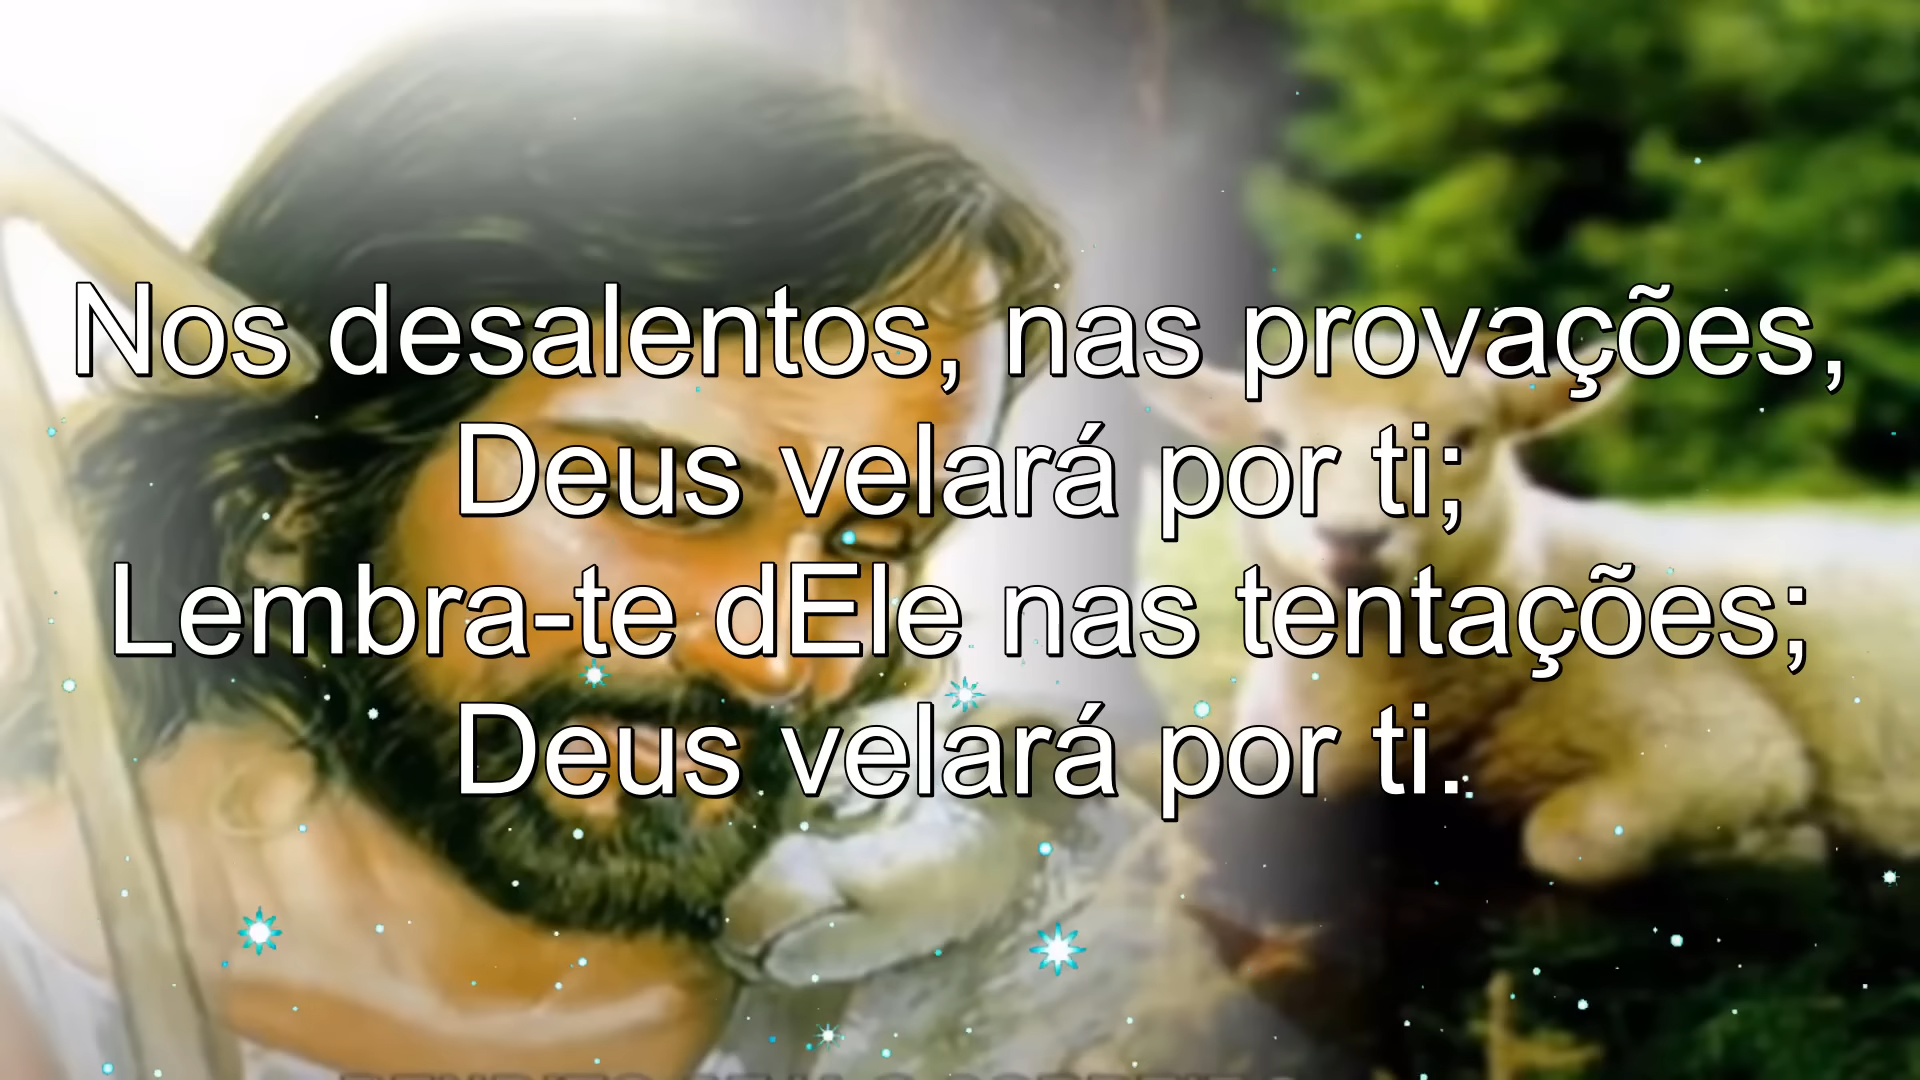 Nos desalentos, nas provações,
Deus velará por ti;
Lembra-te dEle nas tentações;
Deus velará por ti.